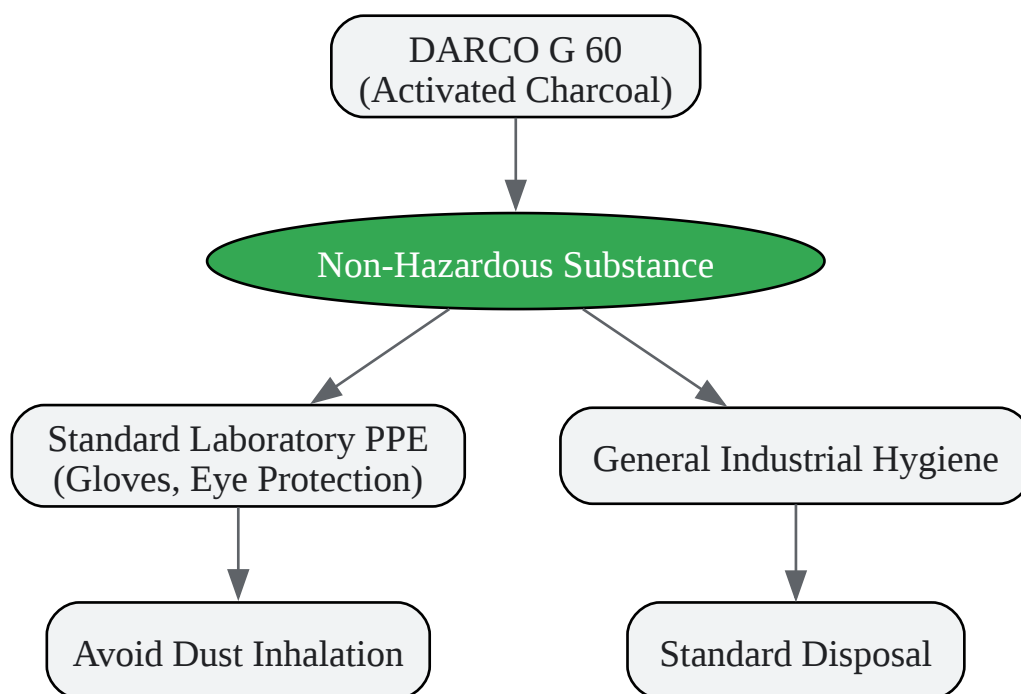 DARCO G 60
(Activated Charcoal)
Non-Hazardous Substance
Standard Laboratory PPE
(Gloves, Eye Protection)
General Industrial Hygiene
Avoid Dust Inhalation
Standard Disposal